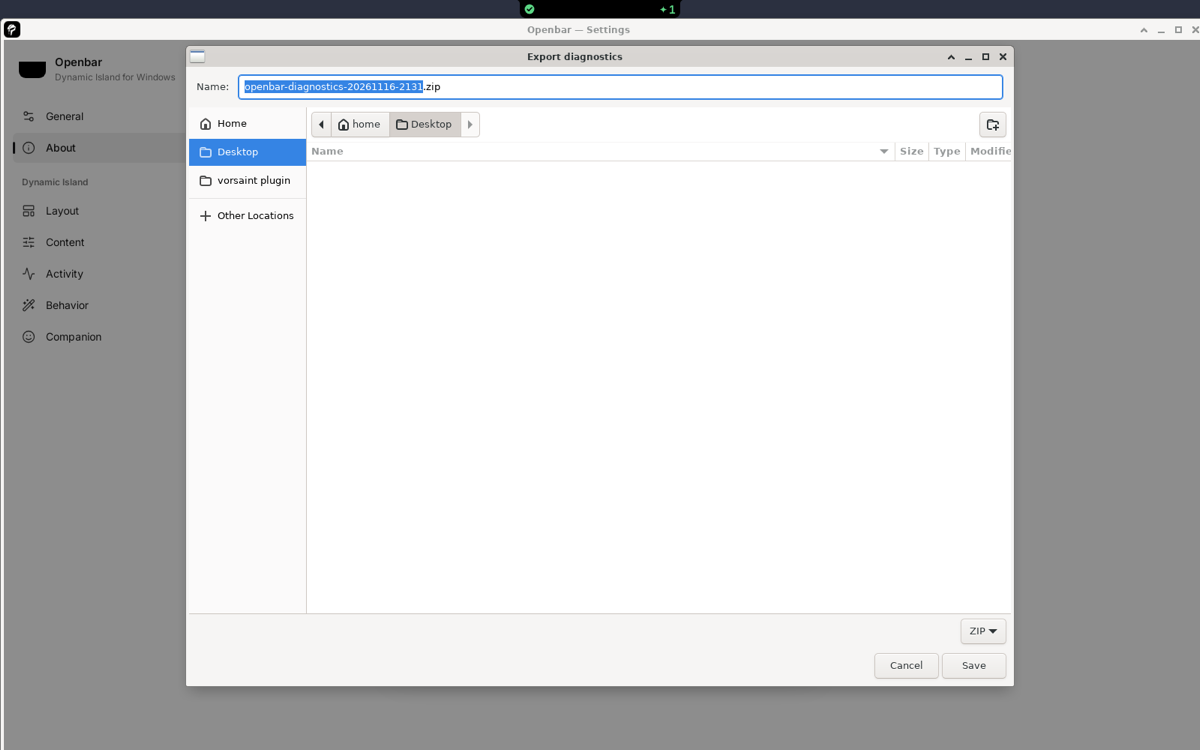 1
Openbar — Settings
Openbar
Dynamic Island for Windows
General
About
Dynamic Island
Layout
Content
Activity
Behavior
Companion
Export diagnostics
Name: openbar-diagnostics-20261116-2131.zip
Home
Desktop
vorsaint plugin
Other Locations
home Desktop
Name Size Type Modifie
ZIP
Cancel Save